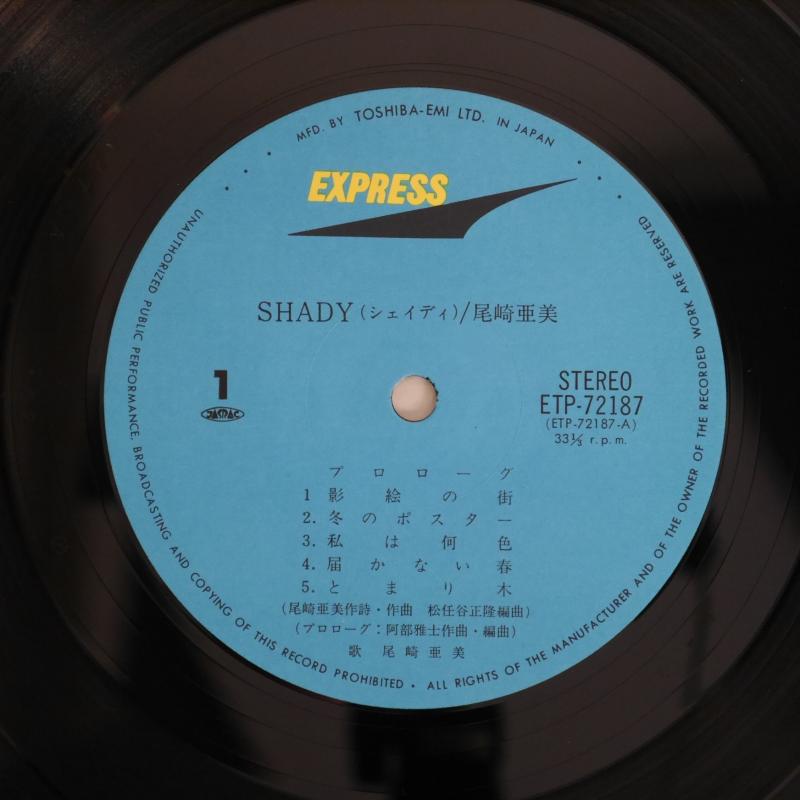 MFD. BY TOSHIBA-EMI LTD. IN JAPAN
EXPRESS
SHADY(シェイディ)/尾崎亜美
1
JASRAC
STEREO
ETP-72187
(ETP-72187-A)
33⅓ r.p.m.
プロローグ
1 影絵の街
2. 冬のポスター
3. 私は何色
4. 届かない春
5. とまり木
(尾崎亜美作詩・作曲 松任谷正隆編曲)
(プロローグ:阿部雅士作曲・編曲)
歌 尾崎亜美
UNAUTHORIZED PUBLIC PERFORMANCE, BROADCASTING AND COPYING OF THIS RECORD PROHIBITED • ALL RIGHTS OF THE MANUFACTURER AND OF THE OWNER OF THE RECORDED WORK ARE RESERVED